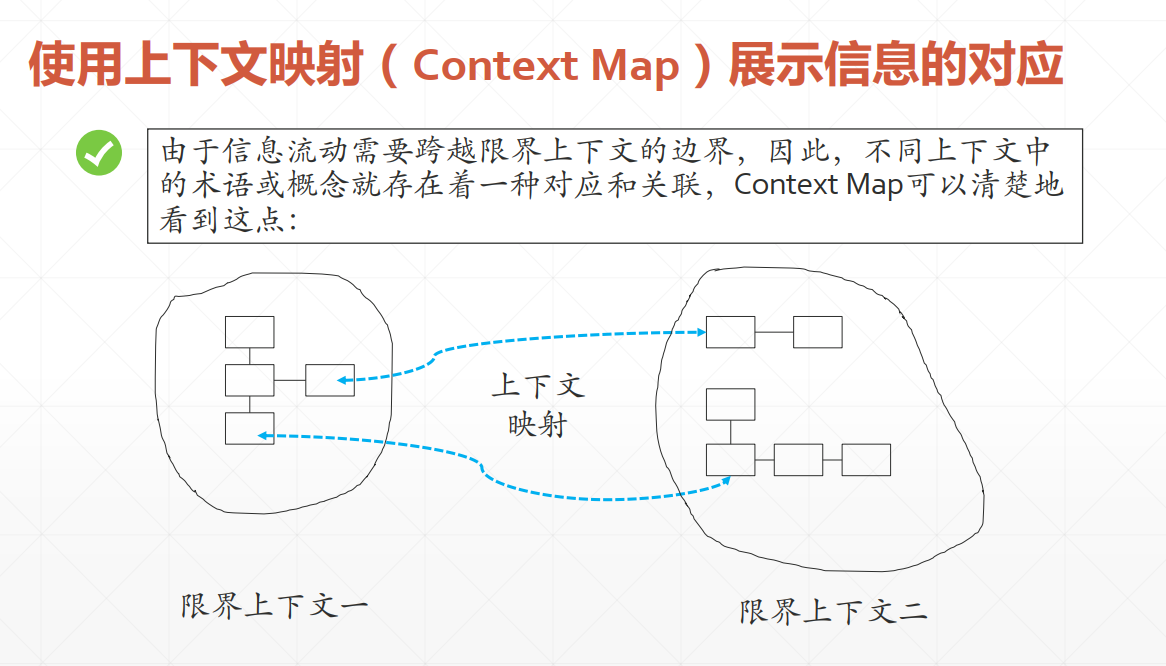 使用上下文映射（Context Map）展示信息的对应
由于信息流动需要跨越限界上下文的边界，因此，不同上下文中
的术语或概念就存在着一种对应和关联，Context Map可以清楚地
看到这点：
上下文
映射
限界上下文一
限界上下文二